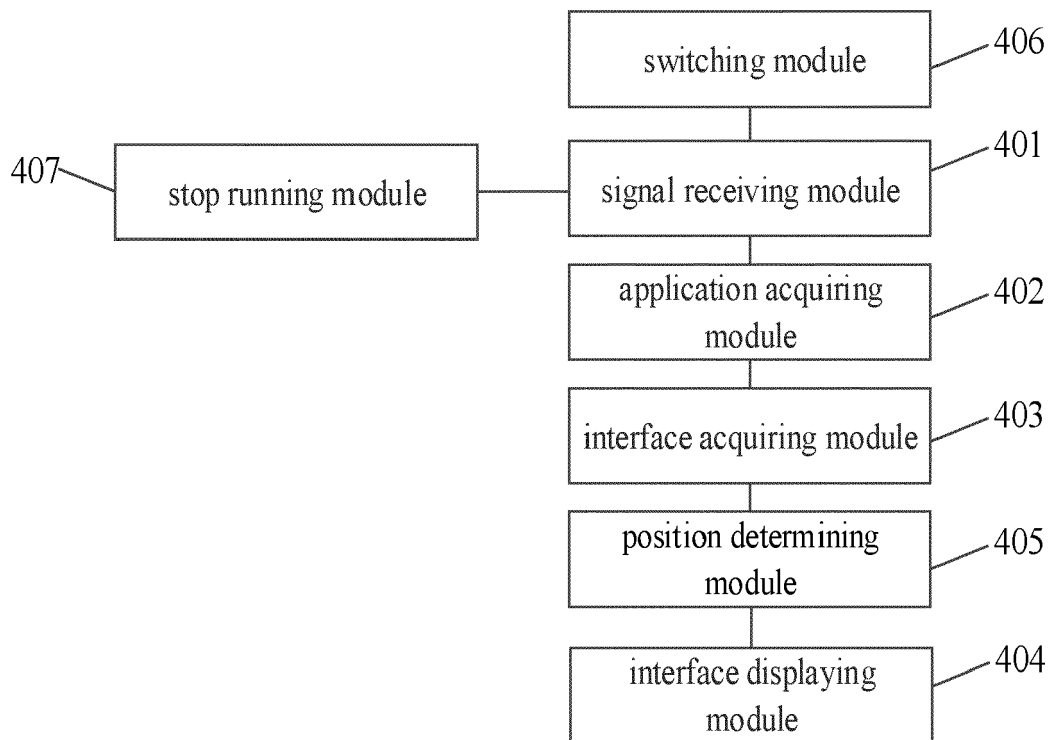 switching module
406
401
407
stop running module
signal receiving module
application acquiring
module
402
interface acquiring module
403
position determining
module
405
interface displaying
module
404